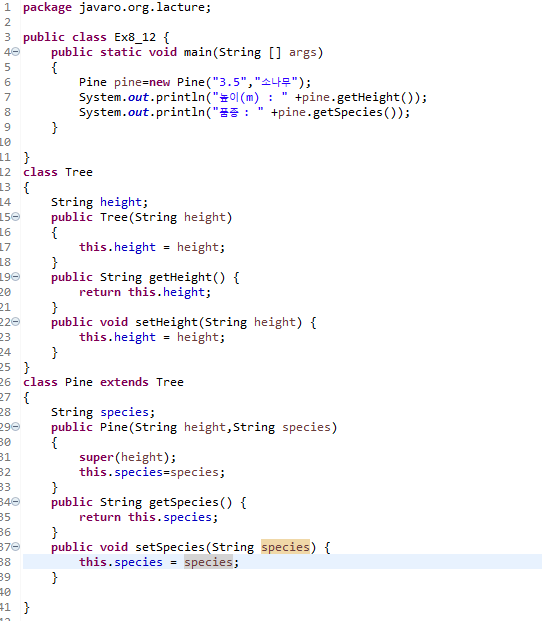 1 package javaro.org.lacture;
2
3 public class Ex8_12 {
4 public static void main(String [] args)
5 {
6 Pine pine=new Pine("3.5","소나무");
7 System.out.println("높이(m) : " +pine.getHeight());
8 System.out.println("품종 : " +pine.getSpecies());
9 }
10
11 }
12 class Tree
13 {
14 String height;
15 public Tree(String height)
16 {
17 this.height = height;
18 }
19 public String getHeight() {
20 return this.height;
21 }
22 public void setHeight(String height) {
23 this.height = height;
24 }
25 }
26 class Pine extends Tree
27 {
28 String species;
29 public Pine(String height,String species)
30 {
31 super(height);
32 this.species=species;
33 }
34 public String getSpecies() {
35 return this.species;
36 }
37 public void setSpecies(String species) {
38 this.species = species;
39 }
40
41 }